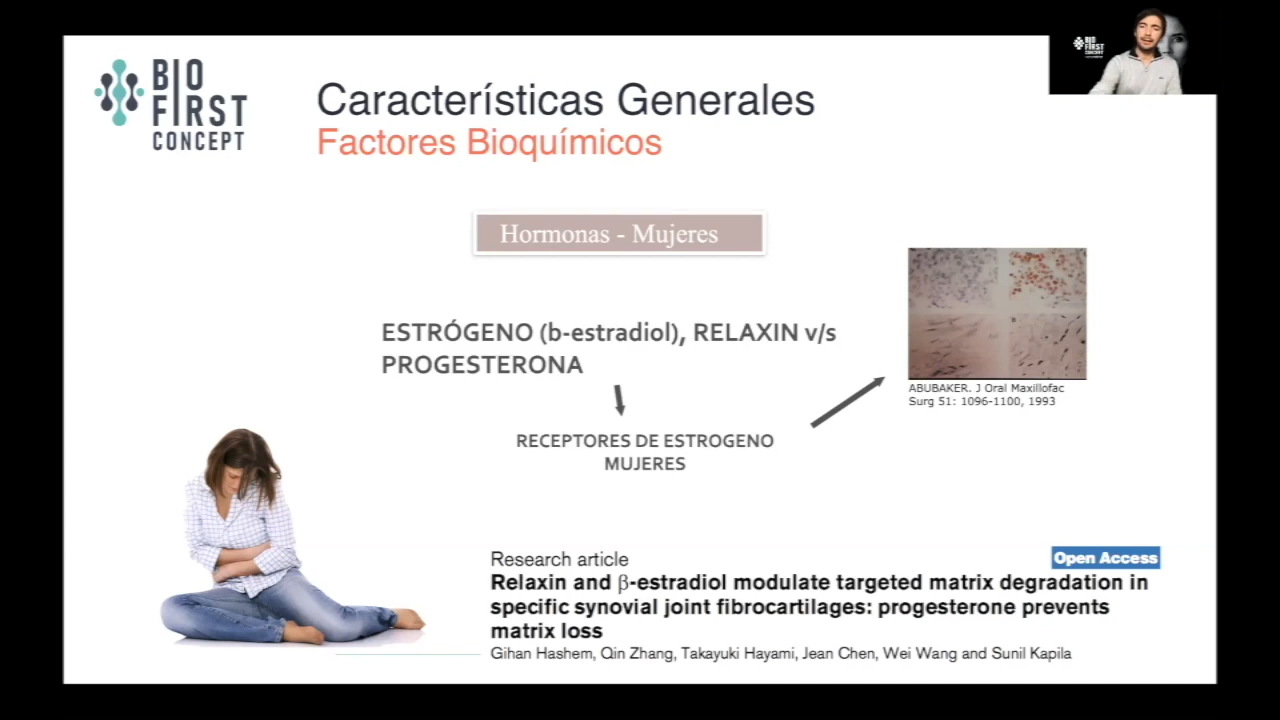 BIO
FIRST
CONCEPT
Características Generales
Factores Bioquímicos
BIO
FIRST
CONCEPT
Hormonas - Mujeres
ESTRÓGENO (b-estradiol), RELAXIN v/s
PROGESTERONA
ABUBAKER. J Oral Maxillofac
Surg 51: 1096-1100, 1993
RECEPTORES DE ESTROGENO
MUJERES
Research article
Open Access
Relaxin and β-estradiol modulate targeted matrix degradation in
specific synovial joint fibrocartilages: progesterone prevents
matrix loss
Gihan Hashem, Qin Zhang, Takayuki Hayami, Jean Chen, Wei Wang and Sunil Kapila